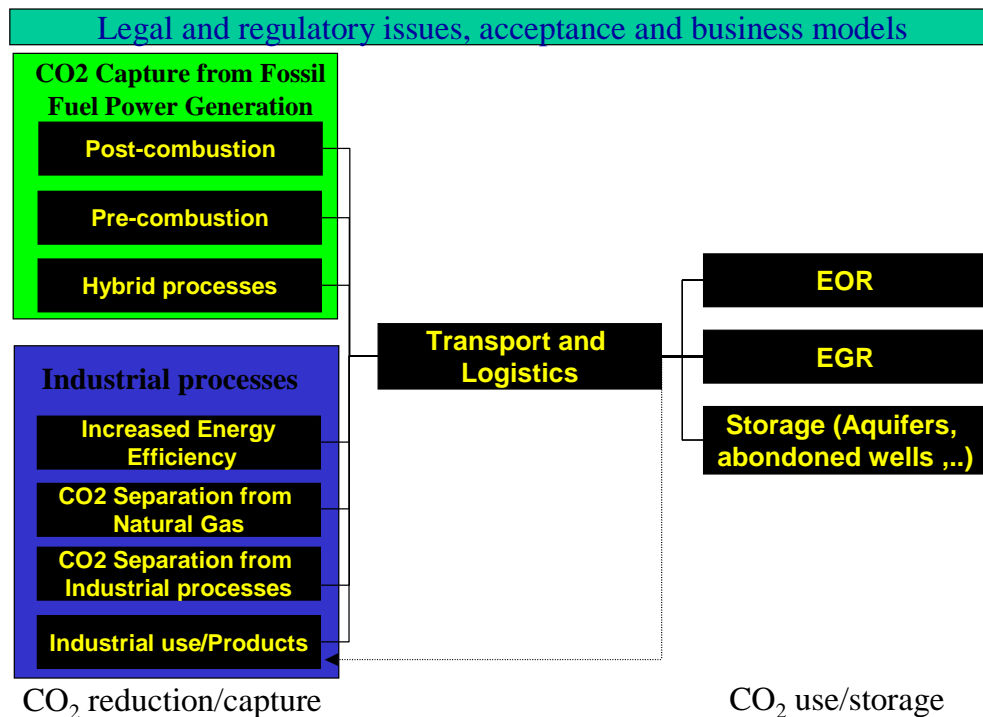 Legal and regulatory issues, acceptance and business models
CO2 Capture from Fossil
Fuel Power Generation
Post-combustion
Pre-combustion
Hybrid processes
Industrial processes
Increased Energy
Efficiency
CO2 Separation from
Natural Gas
CO2 Separation from
Industrial processes
Industrial use/Products
CO₂ reduction/capture
Transport and
Logistics
EOR
EGR
Storage (Aquifers,
abondoned wells ,..)
CO₂ use/storage